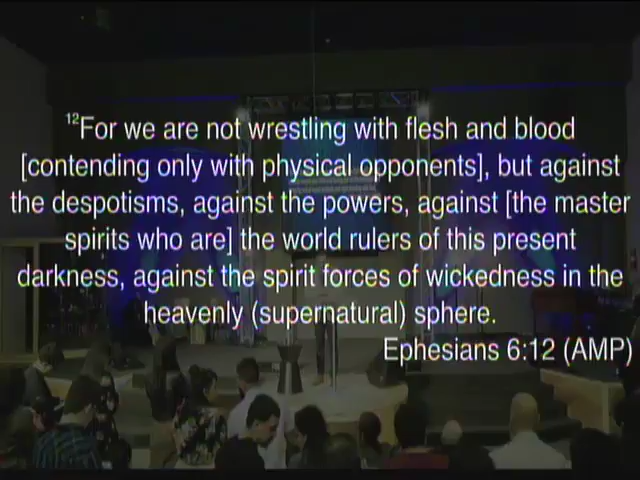 ¹²For we are not wrestling with flesh and blood
[contending only with physical opponents], but against
the despotisms, against the powers, against [the master
spirits who are] the world rulers of this present
darkness, against the spirit forces of wickedness in the
heavenly (supernatural) sphere.
Ephesians 6:12 (AMP)